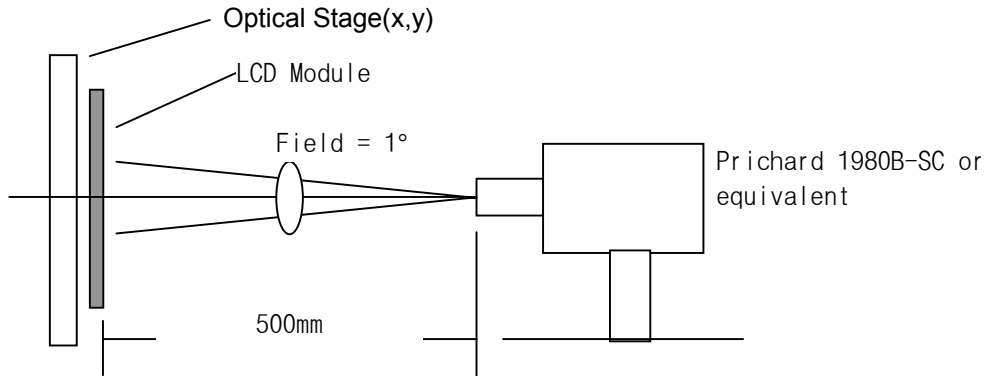 Optical Stage(x,y)
LCD Module
Field = 1°
Prichard 1980B-SC or
equivalent
500mm